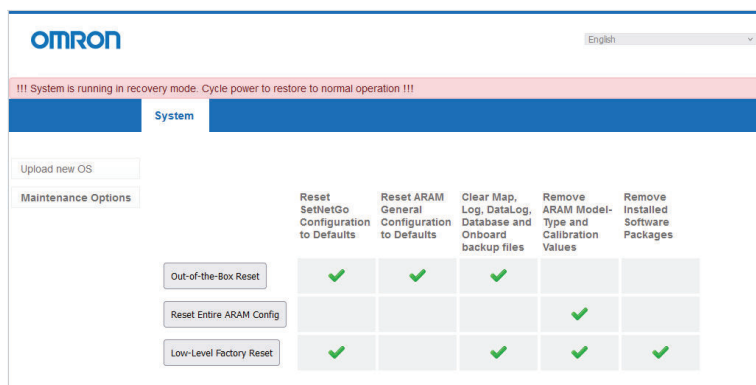 OMRON
English
!!! System is running in recovery mode. Cycle power to restore to normal operation !!!
System
Upload new OS
Maintenance Options
Reset
SetNetGo
Configuration
to Defaults
Reset ARAM
General
Configuration
to Defaults
Clear Map,
Log, DataLog,
Database and
Onboard
backup files
Remove
ARAM Model-
Type and
Calibration
Values
Remove
Installed
Software
Packages
Out-of-the-Box Reset
Reset Entire ARAM Config
Low-Level Factory Reset